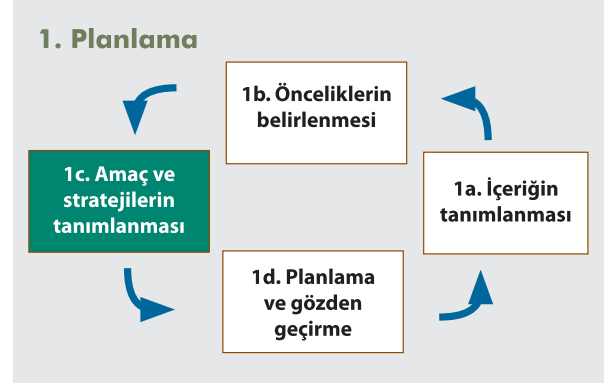 1. Planlama
1b. Önceliklerin
belirlenmesi
1c. Amaç ve
stratejilerin
tanımlanması
1a. İçeriğin
tanımlanması
1d. Planlama
ve gözden
geçirme